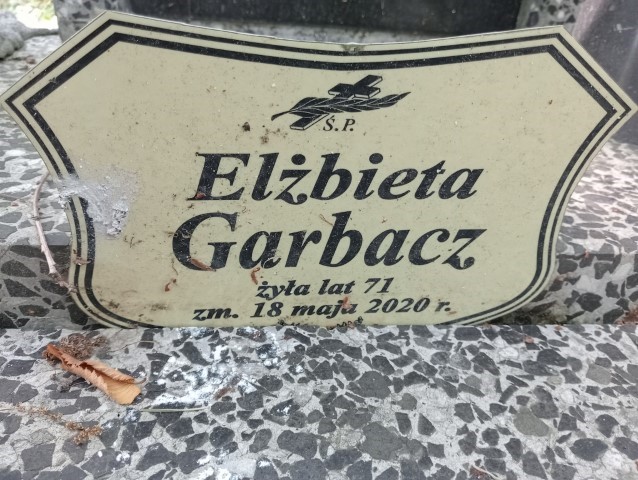 Ś.P.
Elżbieta
Garbacz
żyła lat 71
zm. 18 maja 2020 r.